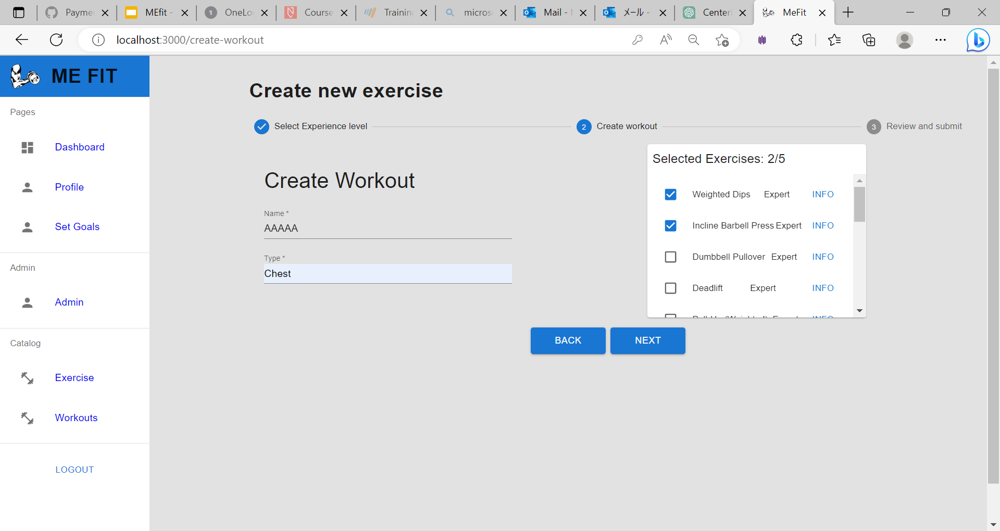 Payme
MEfit -
OneLo
Course
Training
micros
Mail -
メール -
Centeri
MeFit
localhost:3000/create-workout
ME FIT
Pages
Dashboard
Profile
Set Goals
Admin
Admin
Catalog
Exercise
Workouts
LOGOUT
Create new exercise
Select Experience level
2 Create workout
3 Review and submit
Create Workout
Name *
AAAAA
Type *
Chest
Selected Exercises: 2/5
Weighted Dips Expert INFO
Incline Barbell Press Expert INFO
Dumbbell Pullover Expert INFO
Deadlift Expert INFO
BACK NEXT